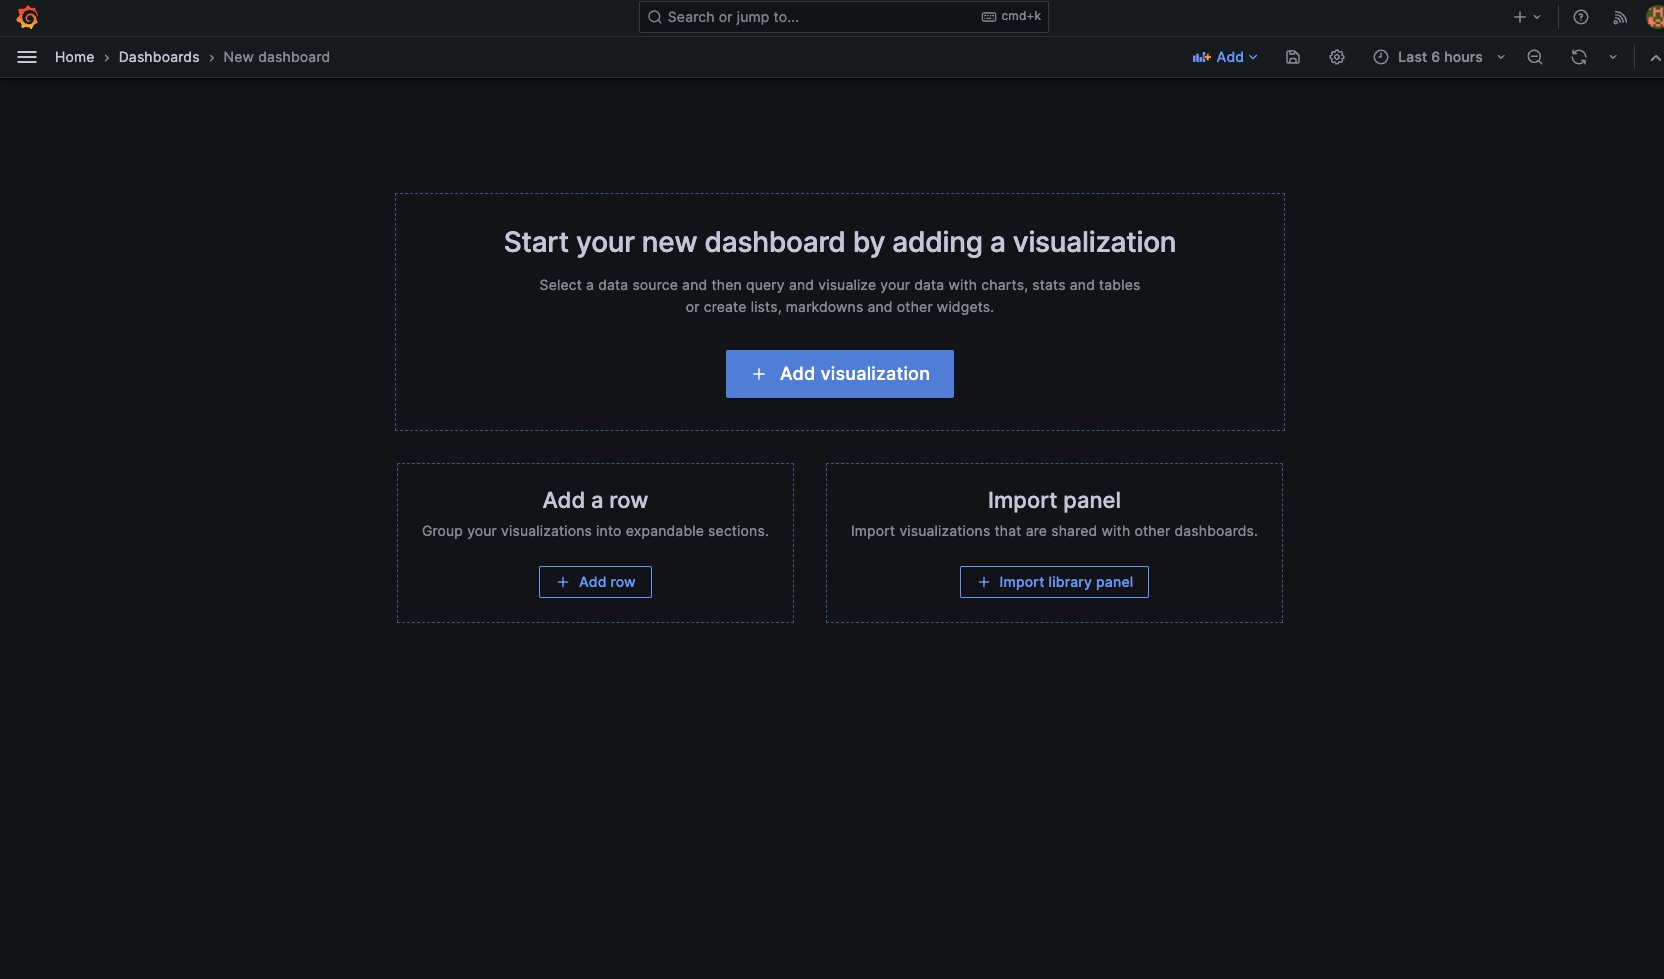 Search or jump to...
cmd+k
Home › Dashboards › New dashboard
Add
Last 6 hours
Start your new dashboard by adding a visualization
Select a data source and then query and visualize your data with charts, stats and tables
or create lists, markdowns and other widgets.
+ Add visualization
Add a row
Group your visualizations into expandable sections.
+ Add row
Import panel
Import visualizations that are shared with other dashboards.
+ Import library panel